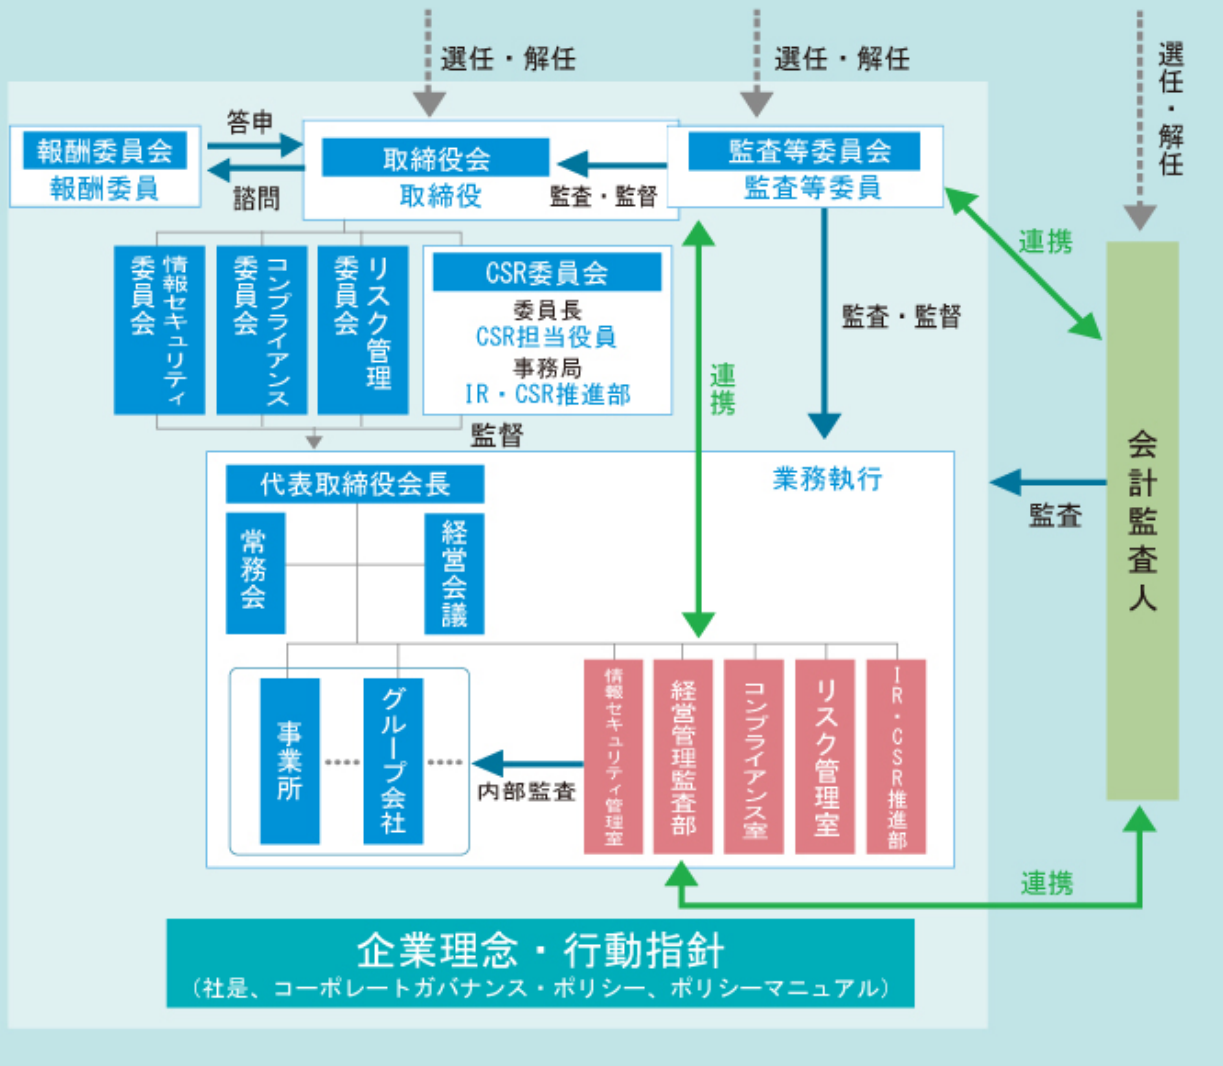 選任・解任
選任・解任
選任・解任
答申
報酬委員会
報酬委員
諮問
取締役会
取締役
監査・監督
監査等委員会
監査等委員
連携
情報セキュリティ
委員会
コンプライアンス
委員会
リスク管理
委員会
CSR委員会
委員長
CSR担当役員
事務局
IR・CSR推進部
監査・監督
連携
監督
会計監査人
代表取締役会長
業務執行
常務会
経営会議
監査
事業所
グループ会社
内部監査
情報セキュリティ管理室
経営管理監査部
コンプライアンス室
リスク管理室
IR・CSR推進部
連携
企業理念・行動指針
（社是、コーポレートガバナンス・ポリシー、ポリシーマニュアル）